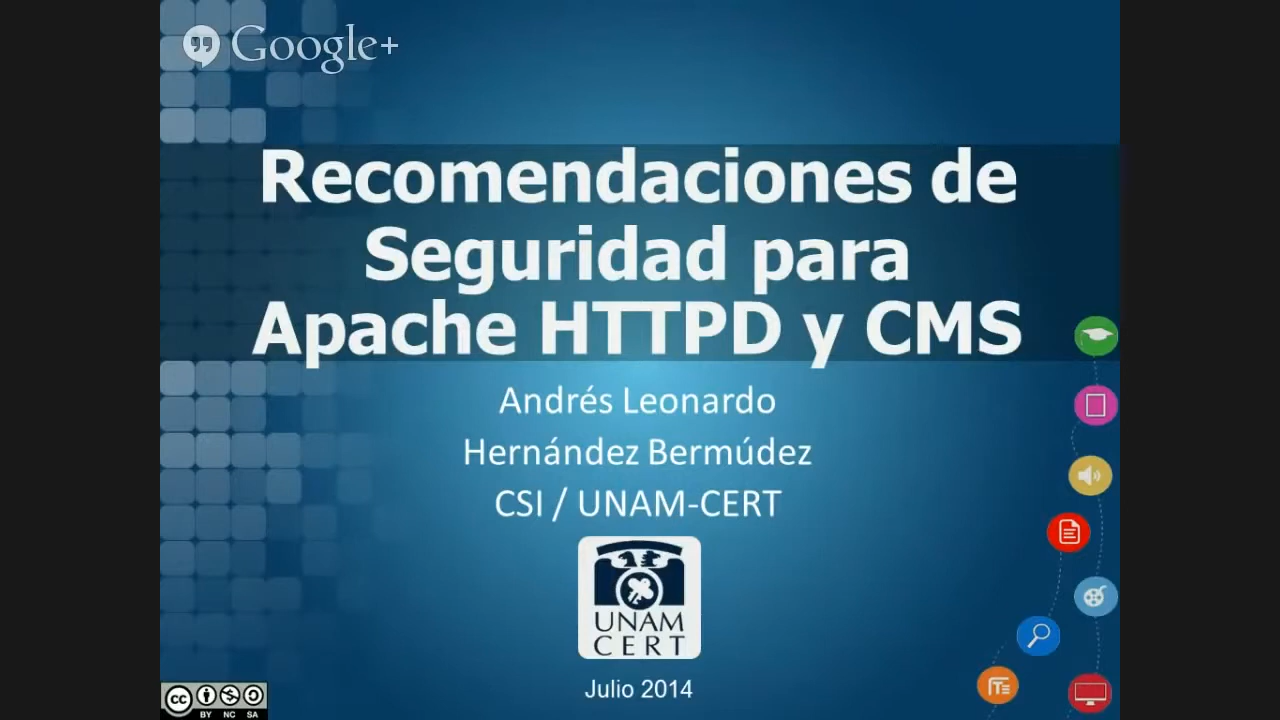 Google+
Recomendaciones de
Seguridad para
Apache HTTPD y CMS
Andrés Leonardo
Hernández Bermúdez
CSI / UNAM-CERT
UNAM
CERT
Julio 2014
cc
BY NC SA